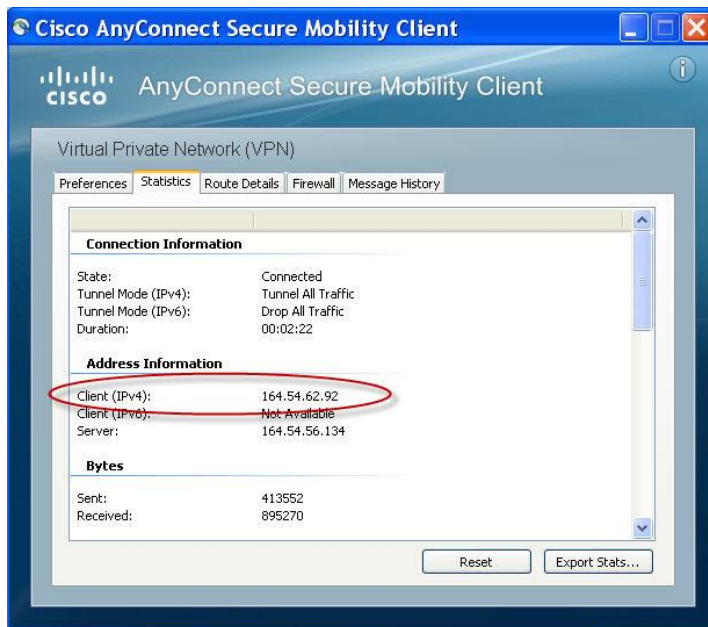 Cisco AnyConnect Secure Mobility Client
CISCO AnyConnect Secure Mobility Client
Virtual Private Network (VPN)
Preferences Statistics Route Details Firewall Message History
Connection Information
State: Connected
Tunnel Mode (IPv4): Tunnel All Traffic
Tunnel Mode (IPv6): Drop All Traffic
Duration: 00:02:22
Address Information
Client (IPv4): 164.54.62.92
Client (IPv6): Not Available
Server: 164.54.56.134
Bytes
Sent: 413552
Received: 895270
Reset Export Stats...